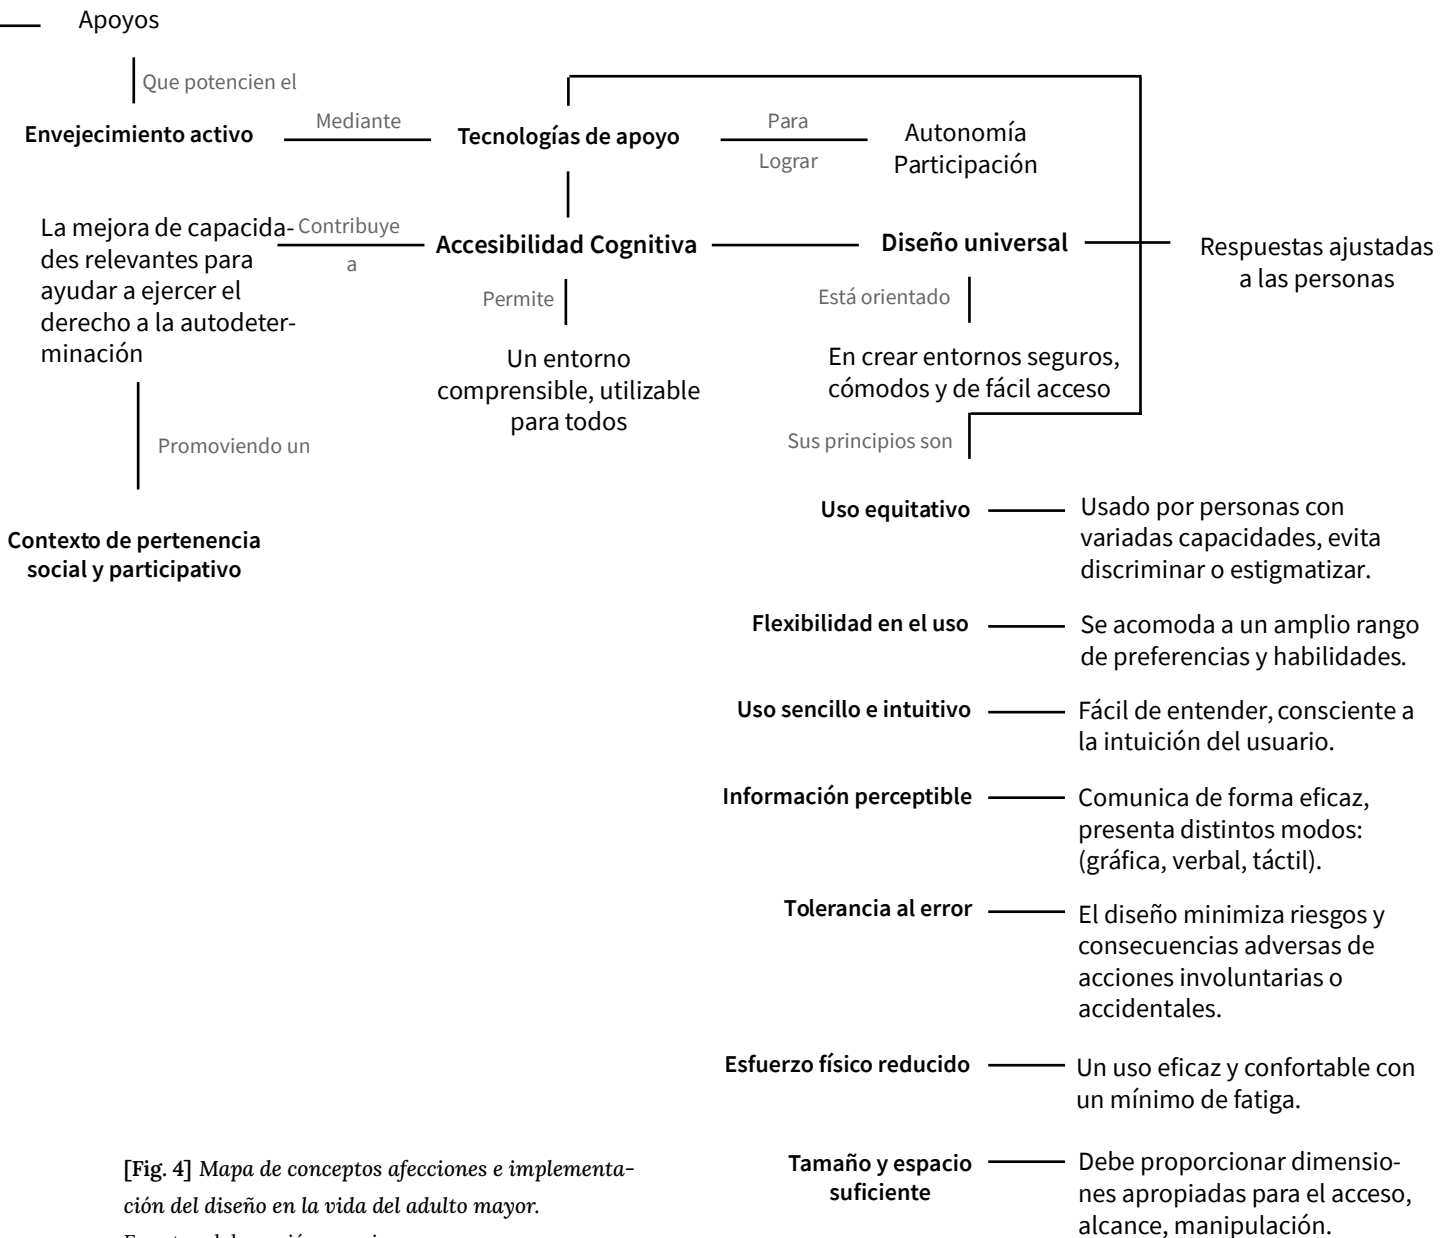 Apoyos
Que potencien el
Envejecimiento activo
Mediante
Tecnologías de apoyo
Para
Lograr
Autonomía
Participación
La mejora de capacida-
des relevantes para
ayudar a ejercer el
derecho a la autodeter-
minación
Contribuye
a
Accesibilidad Cognitiva
Diseño universal
Respuestas ajustadas
a las personas
Permite
Está orientado
Un entorno
comprensible, utilizable
para todos
En crear entornos seguros,
cómodos y de fácil acceso
Promoviendo un
Sus principios son
Contexto de pertenencia
social y participativo
Uso equitativo
Usado por personas con
variadas capacidades, evita
discriminar o estigmatizar.
Flexibilidad en el uso
Se acomoda a un amplio rango
de preferencias y habilidades.
Uso sencillo e intuitivo
Fácil de entender, consciente a
la intuición del usuario.
Información perceptible
Comunica de forma eficaz,
presenta distintos modos:
(gráfica, verbal, táctil).
Tolerancia al error
El diseño minimiza riesgos y
consecuencias adversas de
acciones involuntarias o
accidentales.
Esfuerzo físico reducido
Un uso eficaz y confortable con
un mínimo de fatiga.
Tamaño y espacio
suficiente
Debe proporcionar dimensio-
nes apropiadas para el acceso,
alcance, manipulación.
[Fig. 4] Mapa de conceptos afecciones e implementa-
ción del diseño en la vida del adulto mayor.